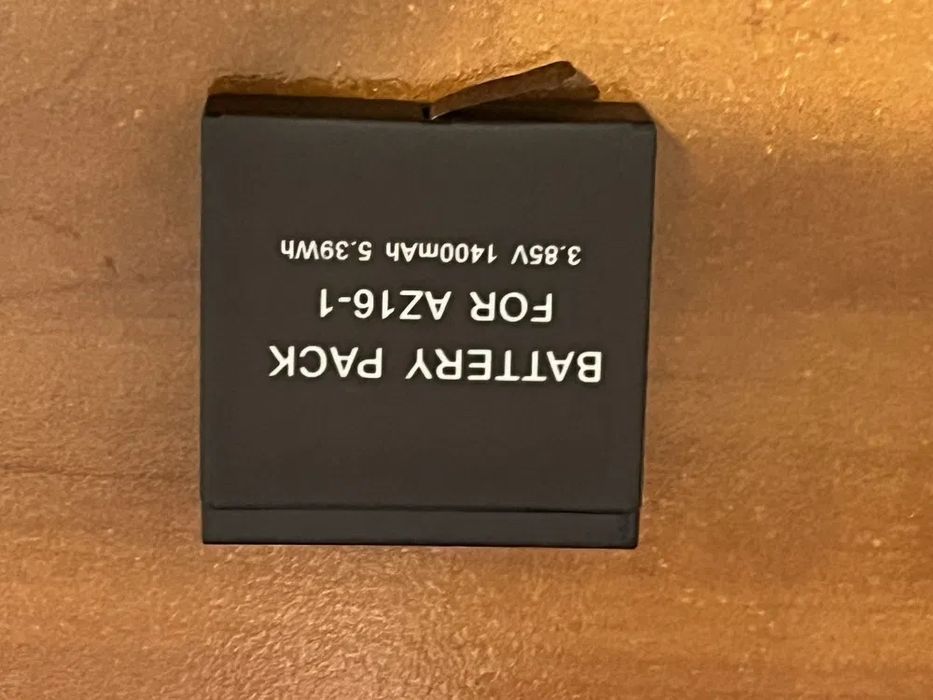 BATTERY PACK
FOR AZ16-1
3.85V 1400mAh 5.39Wh